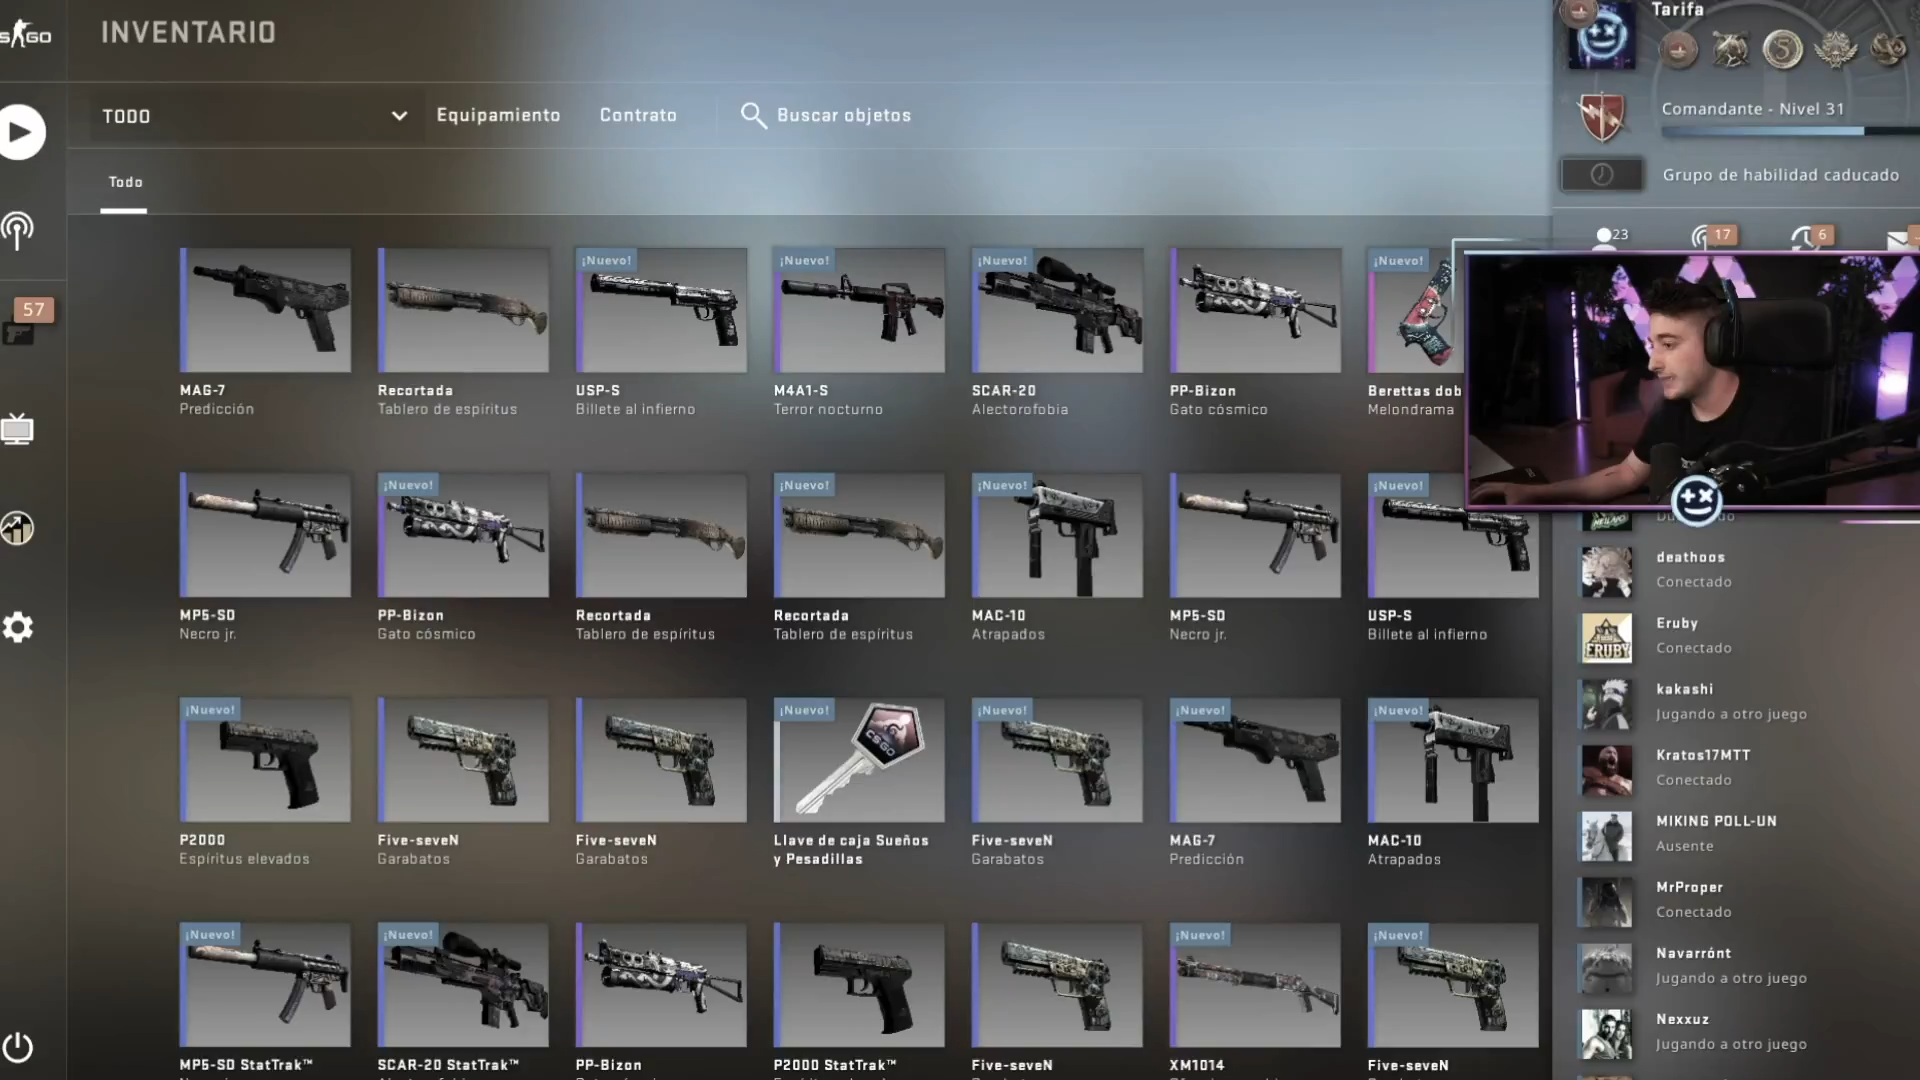 INVENTARIO
TODO
Equipamiento
Contrato
Buscar objetos
Todo
57
Tarifa
5
Comandante - Nivel 31
Grupo de habilidad caducado
23
17
6
¡Nuevo!
¡Nuevo!
¡Nuevo!
¡Nuevo!
MAG-7
Predicción
Recortada
Tablero de espíritus
USP-S
Billete al infierno
M4A1-S
Terror nocturno
SCAR-20
Alectorofobia
PP-Bizon
Gato cósmico
Berettas dob
Melondrama
¡Nuevo!
¡Nuevo!
¡Nuevo!
¡Nuevo!
MP5-SD
Necro jr.
PP-Bizon
Gato cósmico
Recortada
Tablero de espíritus
Recortada
Tablero de espíritus
MAC-10
Atrapados
MP5-SD
Necro jr.
USP-S
Billete al infierno
¡Nuevo!
¡Nuevo!
¡Nuevo!
¡Nuevo!
¡Nuevo!
CS:GO
P2000
Espíritus elevados
Five-seveN
Garabatos
Five-seveN
Garabatos
Llave de caja Sueños
y Pesadillas
Five-seveN
Garabatos
MAG-7
Predicción
MAC-10
Atrapados
¡Nuevo!
¡Nuevo!
¡Nuevo!
¡Nuevo!
MP5-SD StatTrak™
SCAR-20 StatTrak™
PP-Bizon
P2000 StatTrak™
Five-seveN
XM1014
Five-seveN
deathoos
Conectado
ERUBY
Eruby
Conectado
kakashi
Jugando a otro juego
Kratos17MTT
Conectado
MIKING POLL-UN
Ausente
MrProper
Conectado
Navarrónt
Jugando a otro juego
Nexxuz
Jugando a otro juego